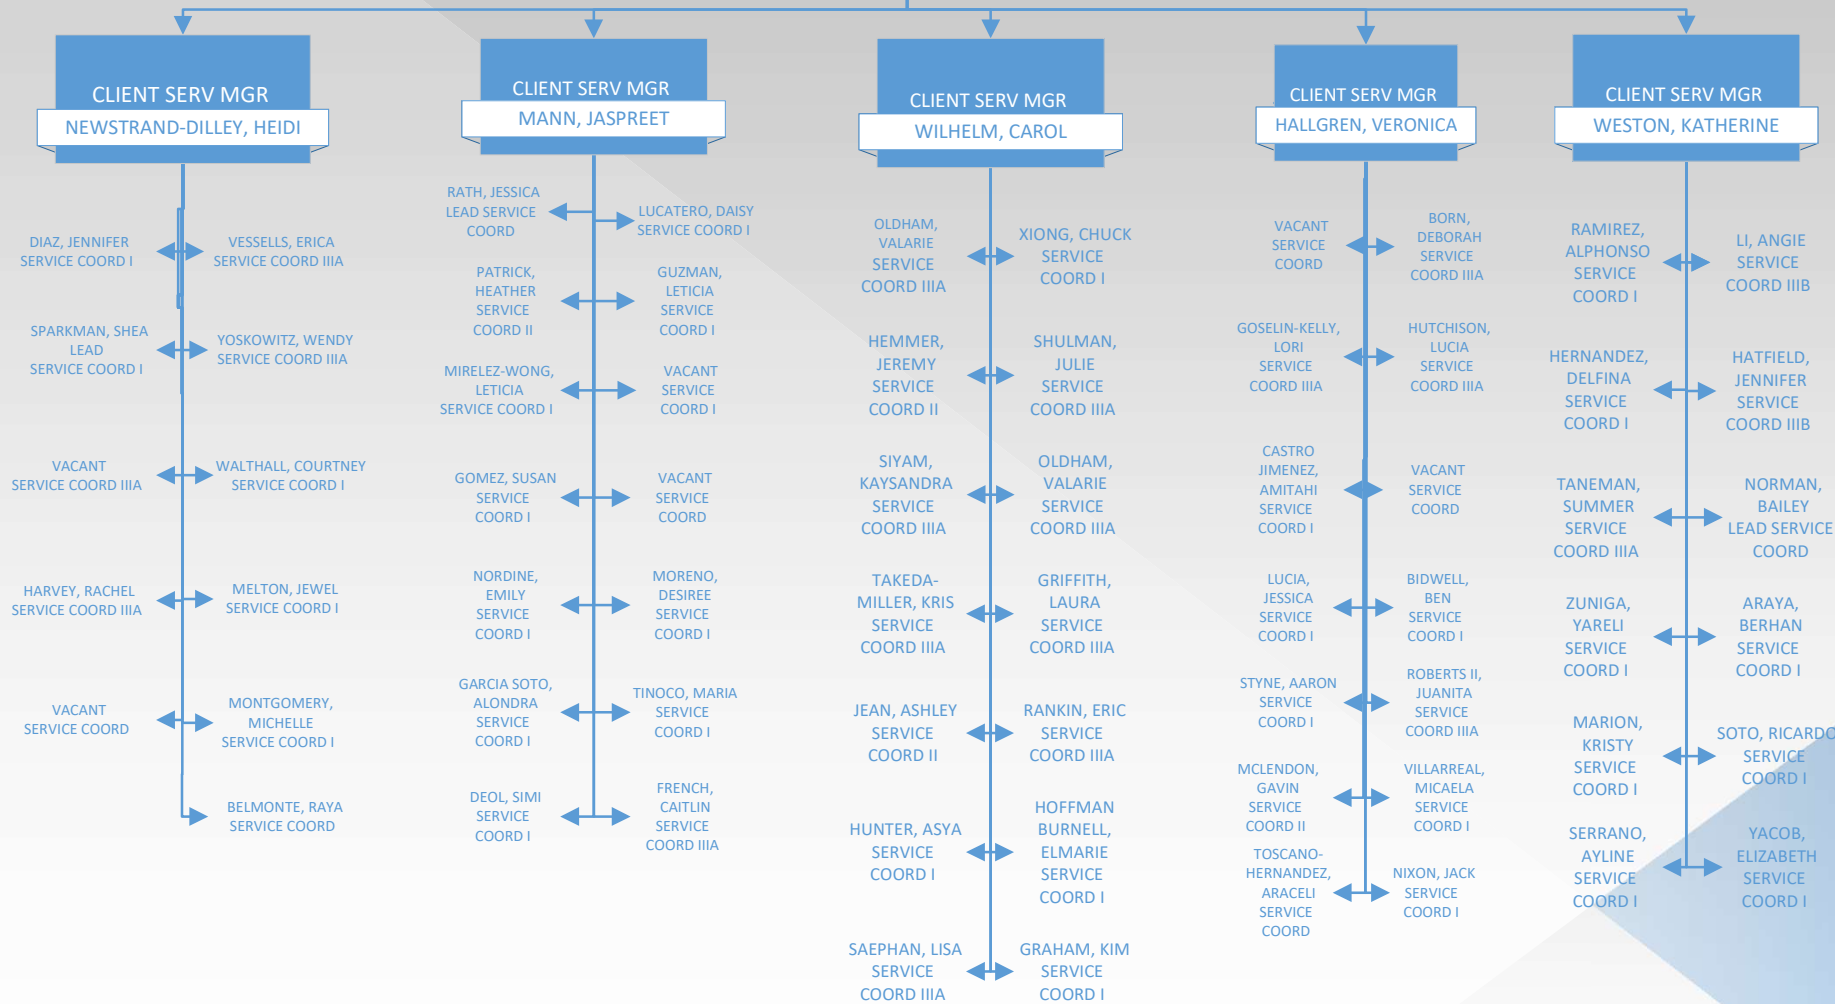 CLIENT SERV MGR
NEWSTRAND-DILLEY, HEIDI
DIAZ, JENNIFER
SERVICE COORD I
VESSELLS, ERICA
SERVICE COORD IIIA
SPARKMAN, SHEA
LEAD
SERVICE COORD I
YOSKOWITZ, WENDY
SERVICE COORD IIIA
VACANT
SERVICE COORD IIIA
WALTHALL, COURTNEY
SERVICE COORD I
HARVEY, RACHEL
SERVICE COORD IIIA
MELTON, JEWEL
SERVICE COORD I
VACANT
SERVICE COORD
MONTGOMERY,
MICHELLE
SERVICE COORD I
BELMONTE, RAYA
SERVICE COORD
CLIENT SERV MGR
MANN, JASPREET
RATH, JESSICA
LEAD SERVICE
COORD
LUCATERO, DAISY
SERVICE COORD I
PATRICK,
HEATHER
SERVICE
COORD II
GUZMAN,
LETICIA
SERVICE
COORD I
MIRELEZ-WONG,
LETICIA
SERVICE COORD I
VACANT
SERVICE
COORD I
GOMEZ, SUSAN
SERVICE
COORD I
VACANT
SERVICE
COORD
NORDINE,
EMILY
SERVICE
COORD I
MORENO,
DESIREE
SERVICE
COORD I
GARCIA SOTO,
ALONDRA
SERVICE
COORD I
TINOCO, MARIA
SERVICE
COORD I
DEOL, SIMI
SERVICE
COORD I
FRENCH,
CAITLIN
SERVICE
COORD IIIA
CLIENT SERV MGR
WILHELM, CAROL
OLDHAM,
VALARIE
SERVICE
COORD IIIA
XIONG, CHUCK
SERVICE
COORD I
HEMMER,
JEREMY
SERVICE
COORD II
SHULMAN,
JULIE
SERVICE
COORD IIIA
SIYAM,
KAYSANDRA
SERVICE
COORD IIIA
OLDHAM,
VALARIE
SERVICE
COORD IIIA
TAKEDA-
MILLER, KRIS
SERVICE
COORD IIIA
GRIFFITH,
LAURA
SERVICE
COORD IIIA
JEAN, ASHLEY
SERVICE
COORD II
RANKIN, ERIC
SERVICE
COORD IIIA
HUNTER, ASYA
SERVICE
COORD I
HOFFMAN
BURNELL,
ELMARIE
SERVICE
COORD I
SAEPHAN, LISA
SERVICE
COORD IIIA
GRAHAM, KIM
SERVICE
COORD I
CLIENT SERV MGR
HALLGREN, VERONICA
VACANT
SERVICE
COORD
BORN,
DEBORAH
SERVICE
COORD IIIA
GOSELIN-KELLY,
LORI
SERVICE
COORD IIIA
HUTCHISON,
LUCIA
SERVICE
COORD IIIA
CASTRO
JIMENEZ,
AMITAHI
SERVICE
COORD I
VACANT
SERVICE
COORD
LUCIA,
JESSICA
SERVICE
COORD I
BIDWELL,
BEN
SERVICE
COORD I
STYNE, AARON
SERVICE
COORD I
ROBERTS II,
JUANITA
SERVICE
COORD IIIA
MCLENDON,
GAVIN
SERVICE
COORD II
VILLARREAL,
MICAELA
SERVICE
COORD I
TOSCANO-
HERNANDEZ,
ARACELI
SERVICE
COORD
NIXON, JACK
SERVICE
COORD I
CLIENT SERV MGR
WESTON, KATHERINE
RAMIREZ,
ALPHONSO
SERVICE
COORD I
LI, ANGIE
SERVICE
COORD IIIB
HERNANDEZ,
DELFINA
SERVICE
COORD I
HATFIELD,
JENNIFER
SERVICE
COORD IIIB
TANEMAN,
SUMMER
SERVICE
COORD IIIA
NORMAN,
BAILEY
LEAD SERVICE
COORD
ZUNIGA,
YARELI
SERVICE
COORD I
ARAYA,
BERHAN
SERVICE
COORD I
MARION,
KRISTY
SERVICE
COORD I
SOTO, RICARDO
SERVICE
COORD I
SERRANO,
AYLINE
SERVICE
COORD I
YACOB,
ELIZABETH
SERVICE
COORD I